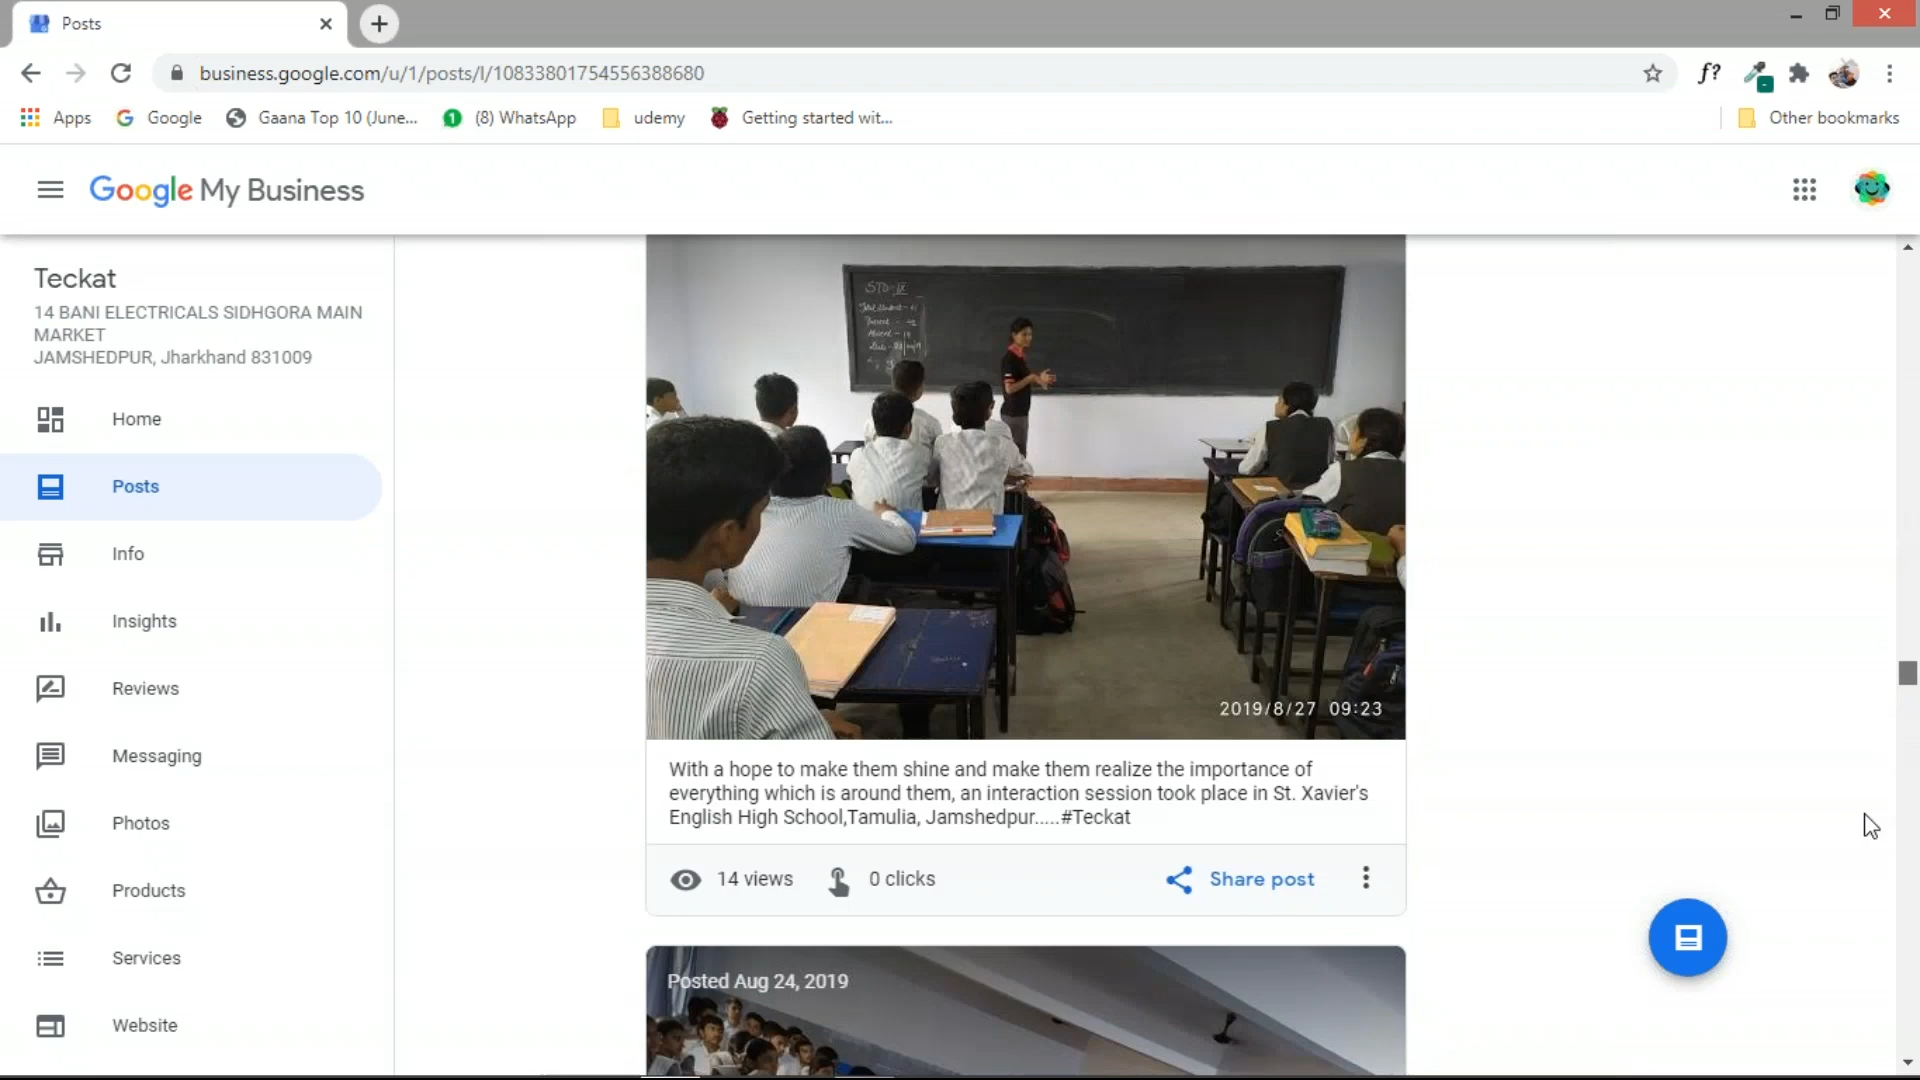 Posts
business.google.com/u/1/posts/l/10833801754556388680
Apps
Google
Gaana Top 10 (June...
(8) WhatsApp
udemy
Getting started wit...
Other bookmarks
Google My Business
Teckat
14 BANI ELECTRICALS SIDHGORA MAIN
MARKET
JAMSHEDPUR, Jharkhand 831009
Home
Posts
Info
Insights
Reviews
Messaging
Photos
Products
Services
Website
STD-IX
2019/8/27 09:23
With a hope to make them shine and make them realize the importance of
everything which is around them, an interaction session took place in St. Xavier's
English High School,Tamulia, Jamshedpur.....#Teckat
14 views
0 clicks
Share post
Posted Aug 24, 2019